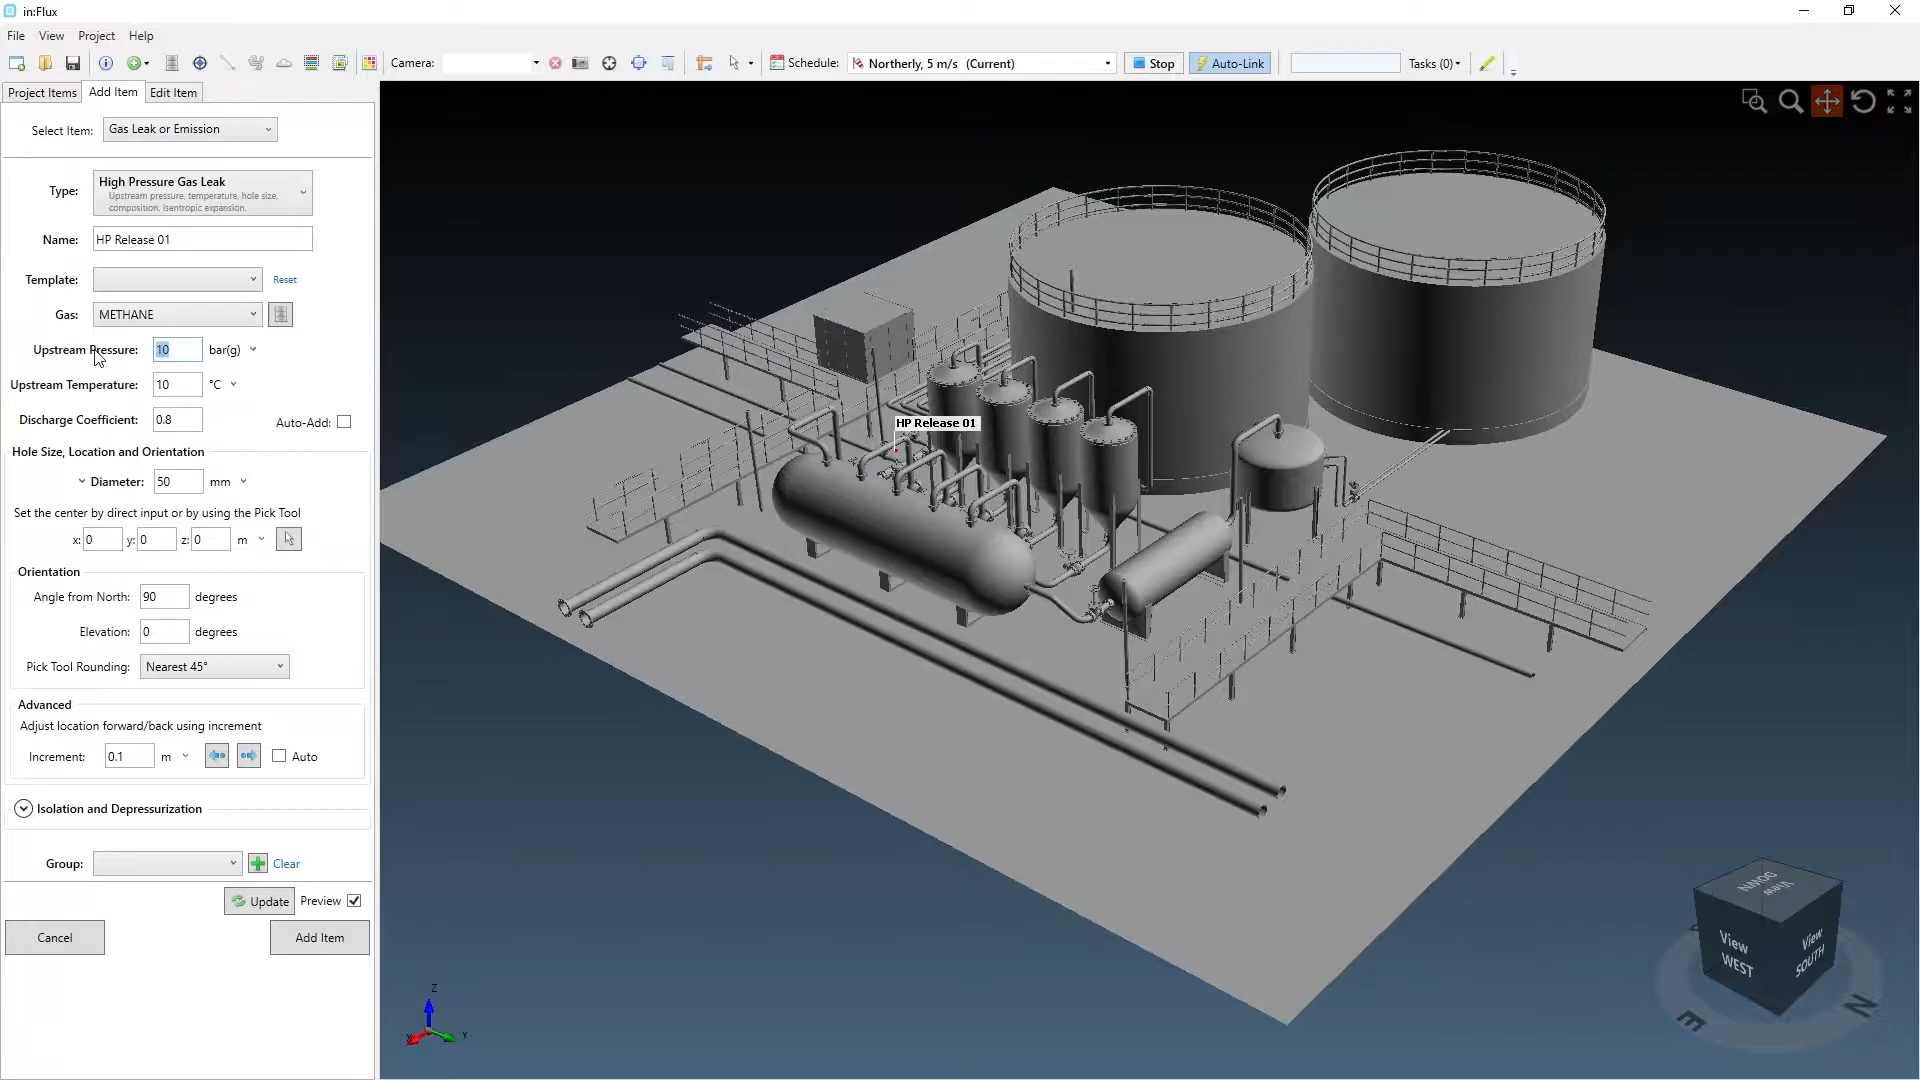 in:Flux
File View Project Help
Camera: Schedule: Northerly, 5 m/s (Current) Stop Auto-Link Tasks (0)
Project Items Add Item Edit Item
Select Item: Gas Leak or Emission
Type: High Pressure Gas Leak
Upstream pressure, temperature, hole size,
composition. isentropic expansion.
Name: HP Release 01
Template: Reset
Gas: METHANE
Upstream Pressure: 10 bar(g)
Upstream Temperature: 10 °C
Discharge Coefficient: 0.8 Auto-Add:
Hole Size, Location and Orientation
Diameter: 50 mm
Set the center by direct input or by using the Pick Tool
x: 0 y: 0 z: 0 m
Orientation
Angle from North: 90 degrees
Elevation: 0 degrees
Pick Tool Rounding: Nearest 45°
Advanced
Adjust location forward/back using increment
Increment: 0.1 m Auto
Isolation and Depressurization
Group: Clear
Update Preview
Cancel Add Item
HP Release 01
View DOWN
View WEST
View SOUTH
E N
Z
X Y